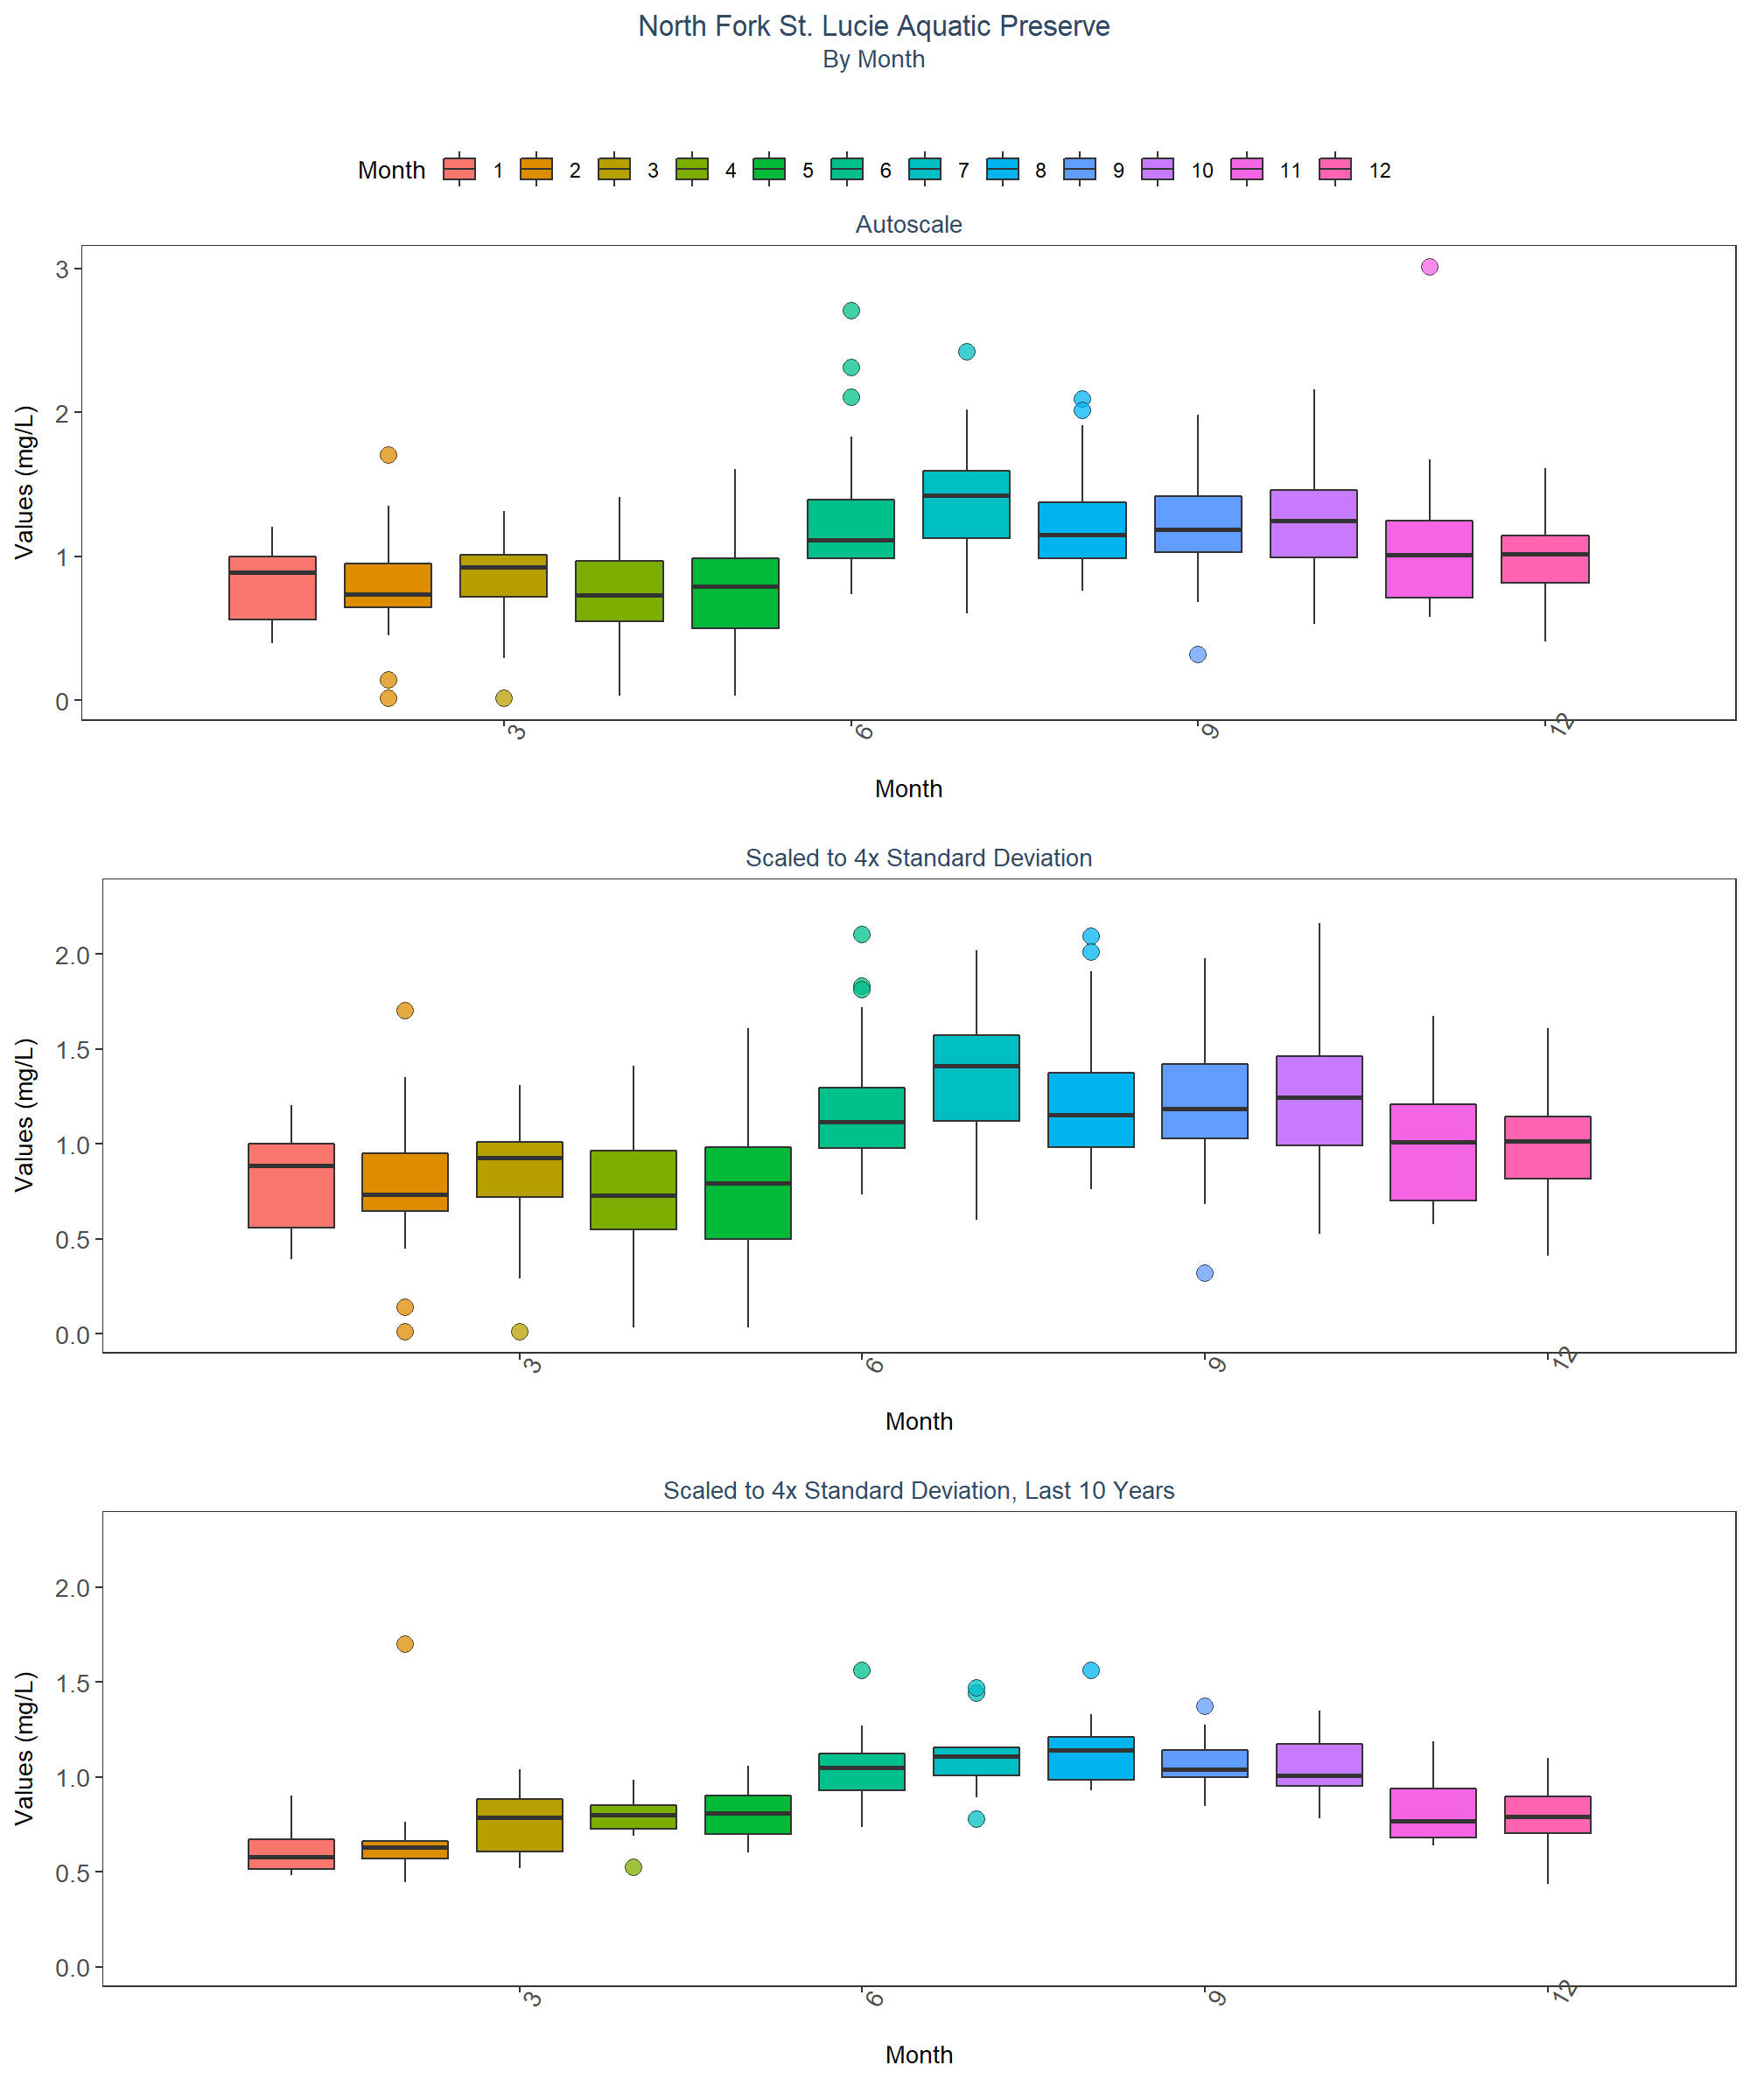 North Fork St. Lucie Aquatic Preserve
By Month
Month 1 2 3 4 5 6 7 8 9 10 11 12
Autoscale
Values (mg/L)
3
2
1
0
3 6 9 12
Month
Scaled to 4x Standard Deviation
Values (mg/L)
2.0
1.5
1.0
0.5
0.0
3 6 9 12
Month
Scaled to 4x Standard Deviation, Last 10 Years
Values (mg/L)
2.0
1.5
1.0
0.5
0.0
3 6 9 12
Month